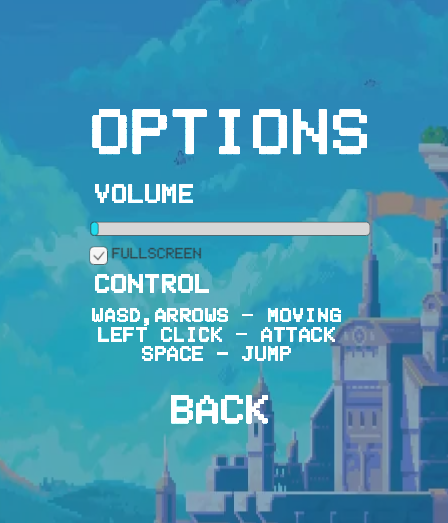 OPTIONS
VOLUME
FULLSCREEN
CONTROL
WASD,ARROWS - MOVING
LEFT CLICK - ATTACK
SPACE - JUMP
BACK